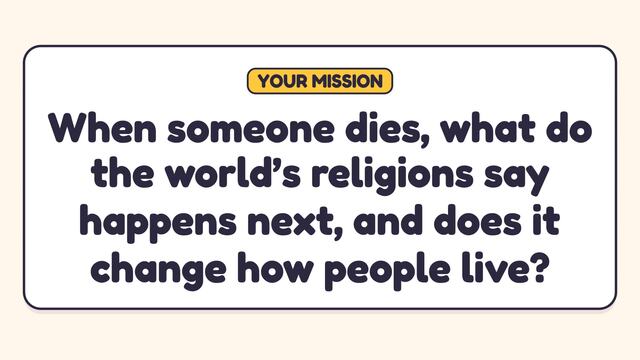 YOUR MISSION
When someone dies, what do
the world’s religions say
happens next, and does it
change how people live?